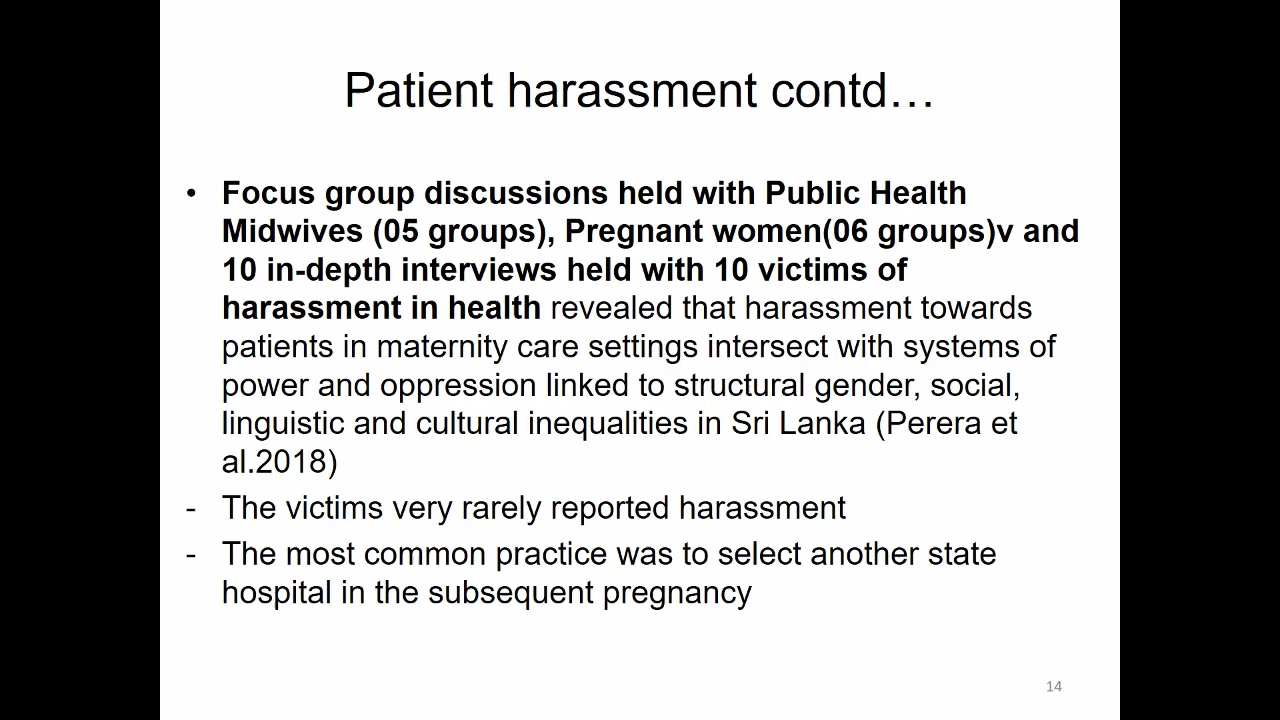 Patient harassment contd…
• Focus group discussions held with Public Health
Midwives (05 groups), Pregnant women(06 groups)v and
10 in-depth interviews held with 10 victims of
harassment in health revealed that harassment towards
patients in maternity care settings intersect with systems of
power and oppression linked to structural gender, social,
linguistic and cultural inequalities in Sri Lanka (Perera et
al.2018)
- The victims very rarely reported harassment
- The most common practice was to select another state
hospital in the subsequent pregnancy
14